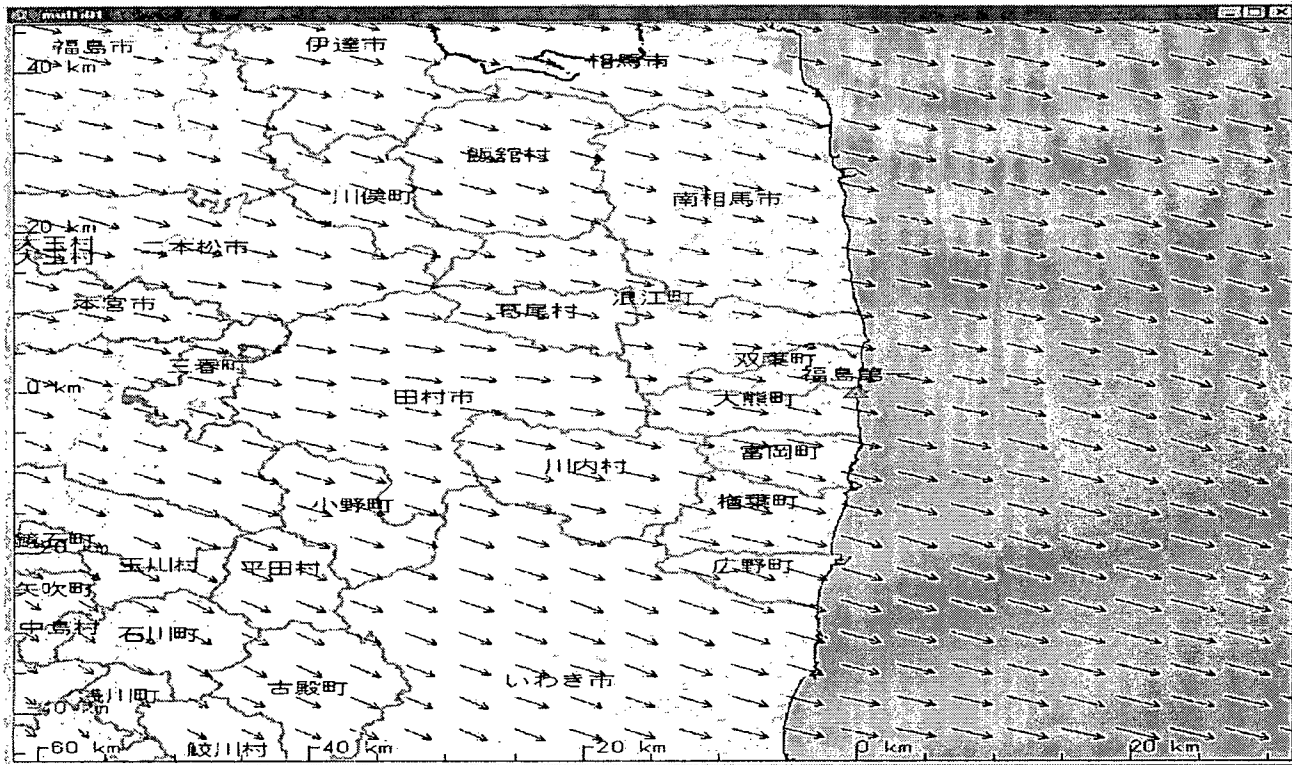 福島市
伊達市
相馬市
40 km
飯舘村
川俣町
南相馬市
20 km
二本松市
大玉村
大玉村
本宮市
葛尾村
浪江町
三春町
双葉町
福島第一
0 km
田村市
大熊町
富岡町
川内村
小野町
楢葉町
鏡石町
玉川村
平田村
広野町
矢吹町
中島村
石川町
いわき市
古殿町
浅川町
鮫川村
60 km
40 km
20 km
0 km
20 km